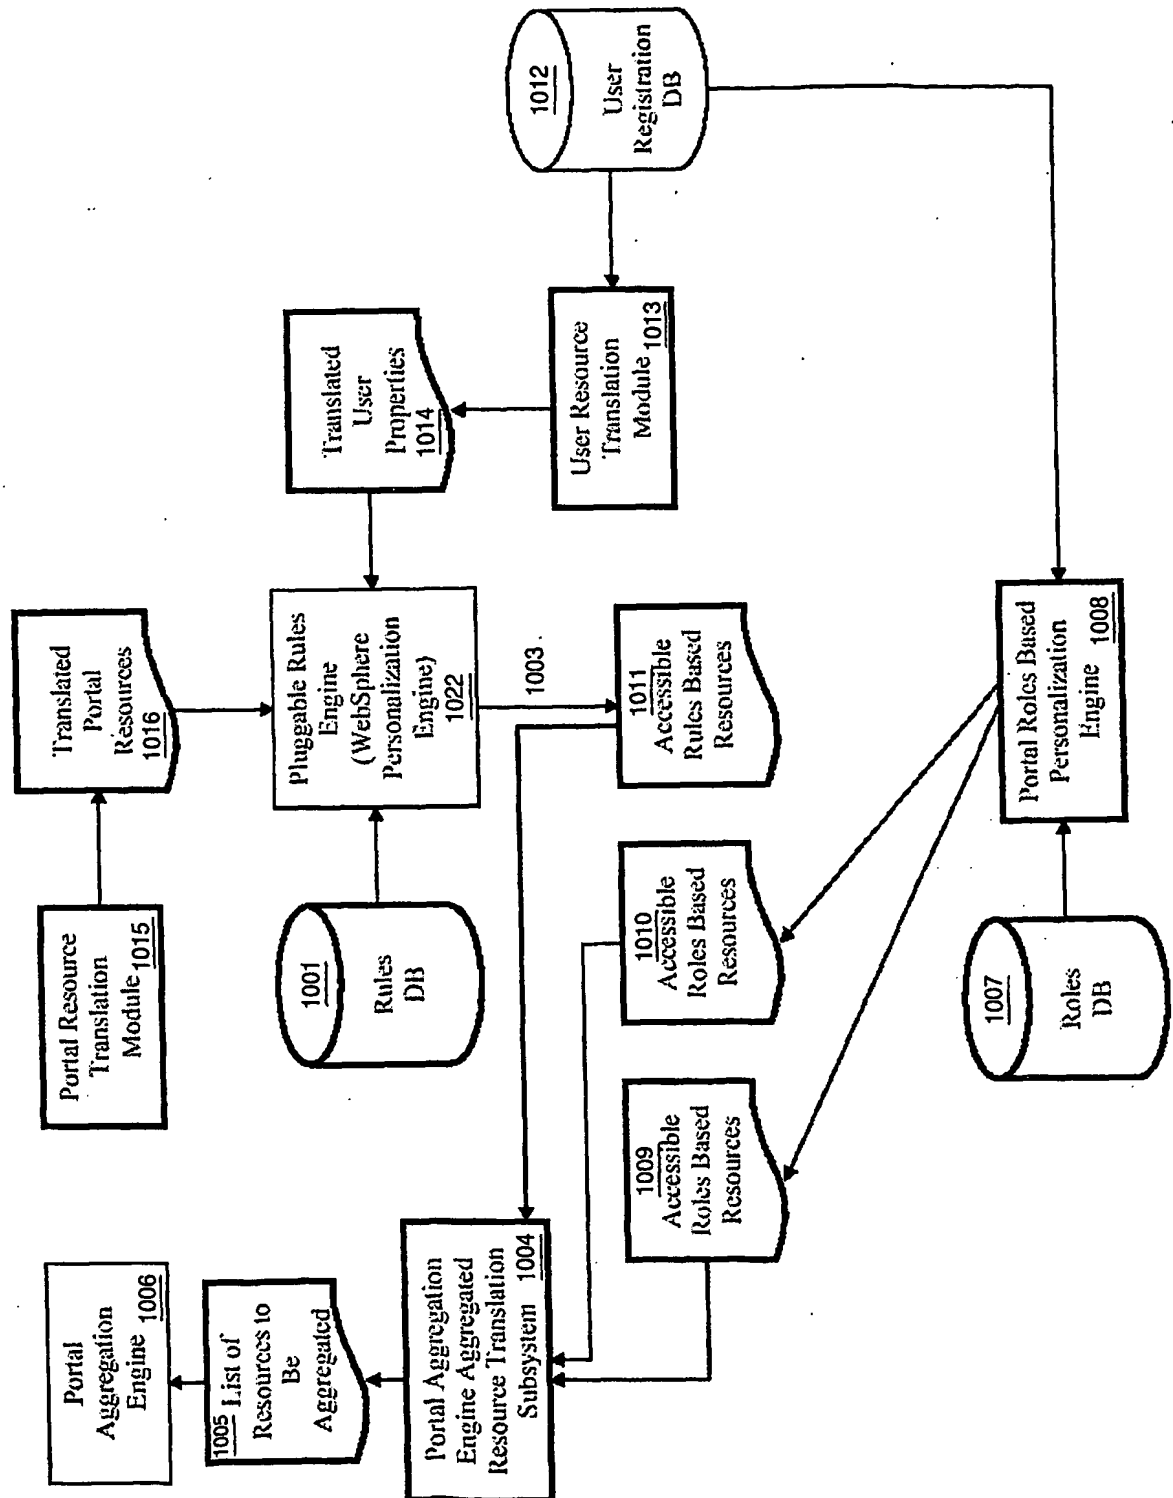 1012
User
Registration
DB
User Resource
Translation
Module 1013
Translated
User
Properties
1014
Translated
Portal
Resources
1016
Pluggable Rules
Engine
(WebSphere
Personalization
Engine)
1022
1003
1011
Accessible
Rules Based
Resources
Portal Resource
Translation
Module 1015
1001
Rules
DB
1010
Accessible
Roles Based
Resources
1009
Accessible
Roles Based
Resources
Portal Roles Based
Personalization
Engine 1008
1007
Roles
DB
Portal Aggregation
Engine Aggregated
Resource Translation
Subsystem 1004
1005 List of
Resources to
Be
Aggregated
Portal
Aggregation
Engine 1006